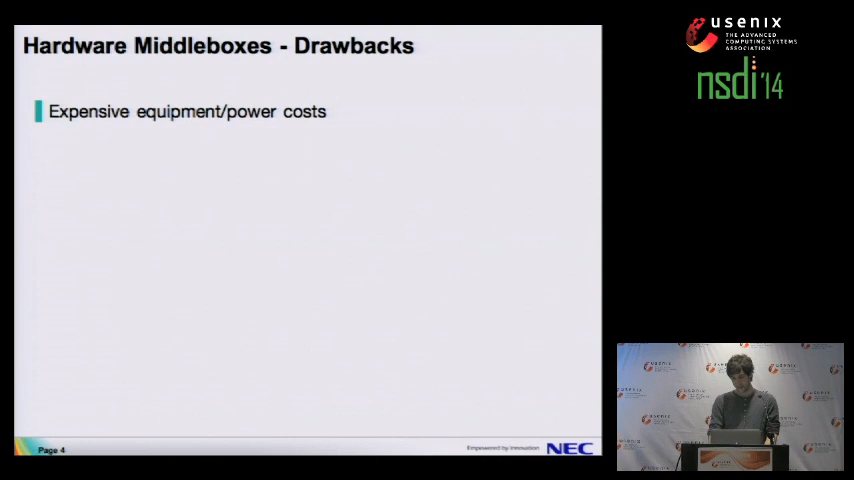 Hardware Middleboxes - Drawbacks
Expensive equipment/power costs
Page 4
Empowered by Innovation
NEC
usenix
THE ADVANCED
COMPUTING SYSTEMS
ASSOCIATION
nsdi '14
usenix